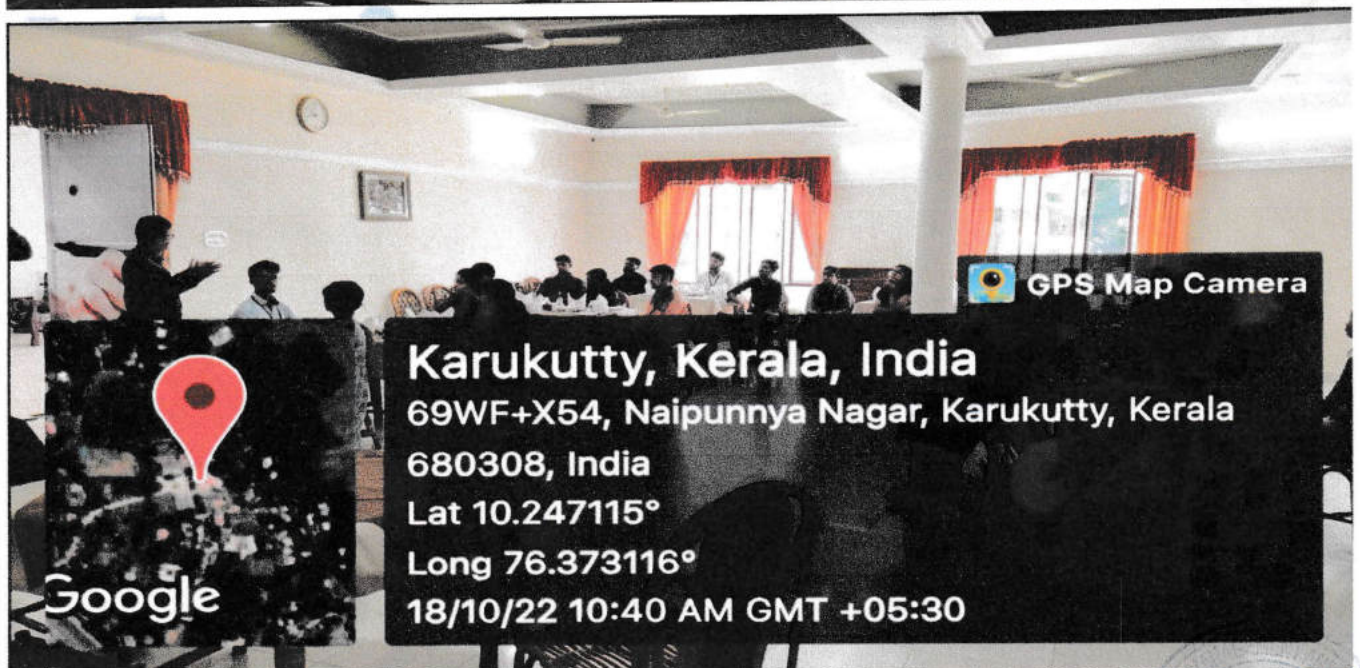 GPS Map Camera
Karukutty, Kerala, India
69WF+X54, Naipunnya Nagar, Karukutty, Kerala
680308, India
Lat 10.247115°
Long 76.373116°
18/10/22 10:40 AM GMT +05:30
Google